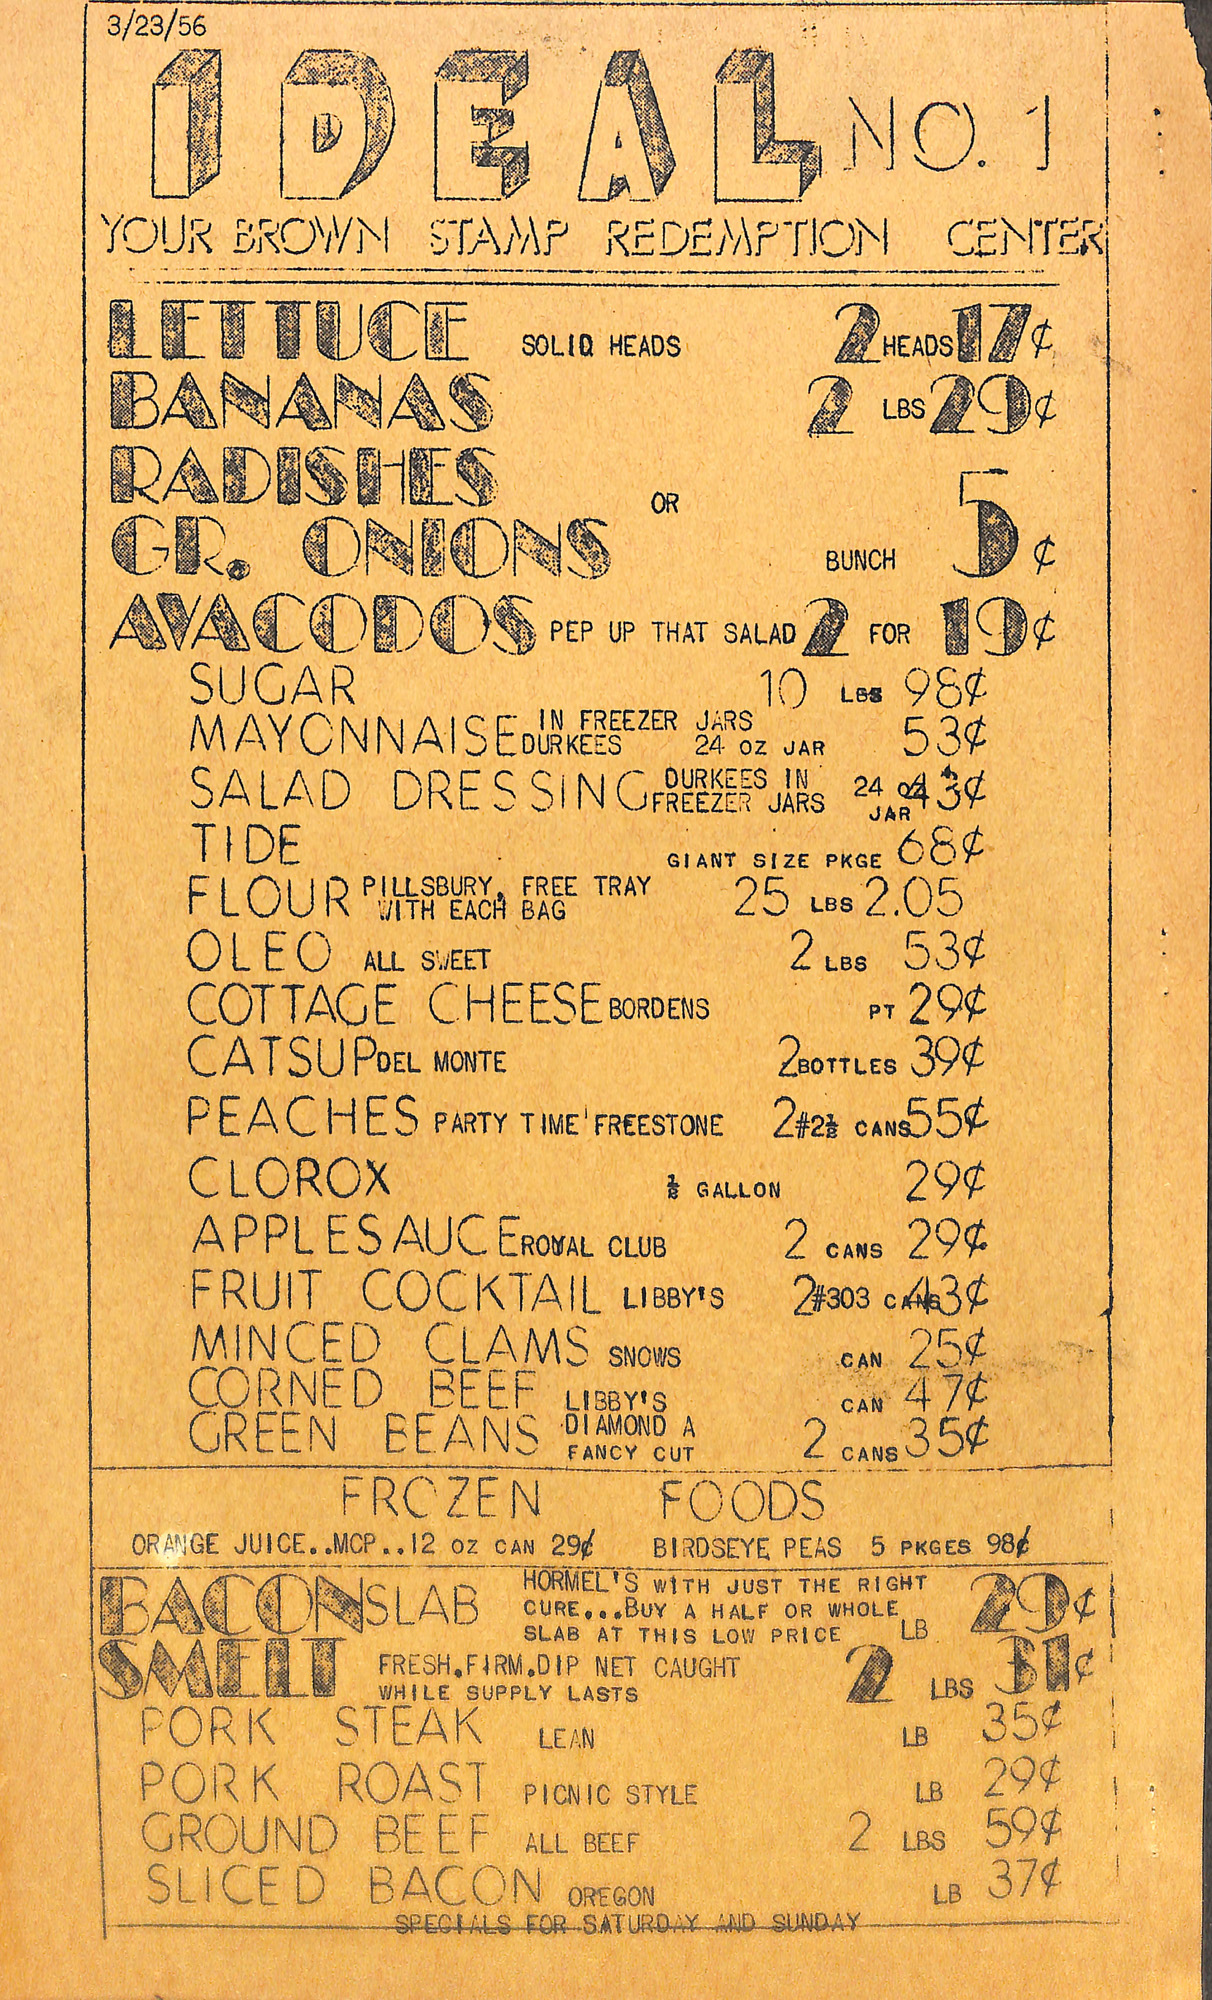 3/23/56
IDEAL NO. 1
YOUR BROWN STAMP REDEMPTION CENTER
LETTUCE SOLID HEADS 2 HEADS 17¢
BANANAS 2 LBS 29¢
RADISHES
OR
GR. ONIONS BUNCH 5¢
AVACODOS PEP UP THAT SALAD 2 FOR 19¢
SUGAR 10 LBS 98¢
MAYONNAISE IN FREEZER JARS
DURKEES 24 OZ JAR 53¢
SALAD DRESSING DURKEES IN 24 OZ 43¢
FREEZER JARS JAR
TIDE GIANT SIZE PKGE 68¢
FLOUR PILLSBURY, FREE TRAY 25 LBS 2.05
WITH EACH BAG
OLEO ALL SWEET 2 LBS 53¢
COTTAGE CHEESE BORDENS PT 29¢
CATSUP DEL MONTE 2 BOTTLES 39¢
PEACHES PARTY TIME'FREESTONE 2 #2½ CANS 55¢
CLOROX ½ GALLON 29¢
APPLESAUCE ROYAL CLUB 2 CANS 29¢
FRUIT COCKTAIL LIBBY'S 2 #303 CANS 43¢
MINCED CLAMS SNOWS CAN 25¢
CORNED BEEF LIBBY'S CAN 47¢
GREEN BEANS DIAMOND A 2 CANS 35¢
FANCY CUT
FROZEN FOODS
ORANGE JUICE..MCP..12 OZ CAN 29¢ BIRDSEYE PEAS 5 PKGES 98¢
BACON SLAB HORMEL'S WITH JUST THE RIGHT
CURE...BUY A HALF OR WHOLE
SLAB AT THIS LOW PRICE LB 29¢
SMELT FRESH.FIRM.DIP NET CAUGHT
WHILE SUPPLY LASTS 2 LBS 31¢
PORK STEAK LEAN LB 35¢
PORK ROAST PICNIC STYLE LB 29¢
GROUND BEEF ALL BEEF 2 LBS 59¢
SLICED BACON OREGON LB 37¢
SPECIALS FOR SATURDAY AND SUNDAY